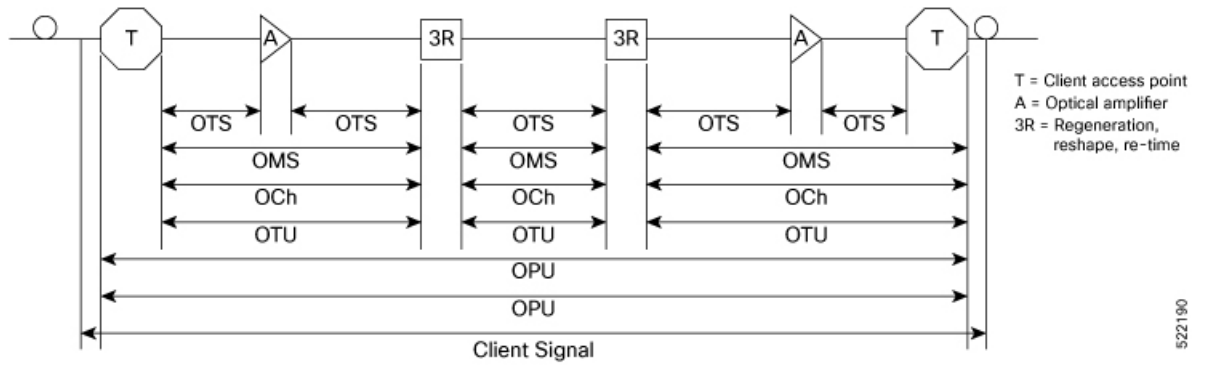 T A 3R 3R A T
T = Client access point
A = Optical amplifier
3R = Regeneration,
reshape, re-time
OTS OTS OTS OTS OTS
OMS OMS OMS
OCh OCh OCh
OTU OTU OTU
OPU
OPU
Client Signal
522190